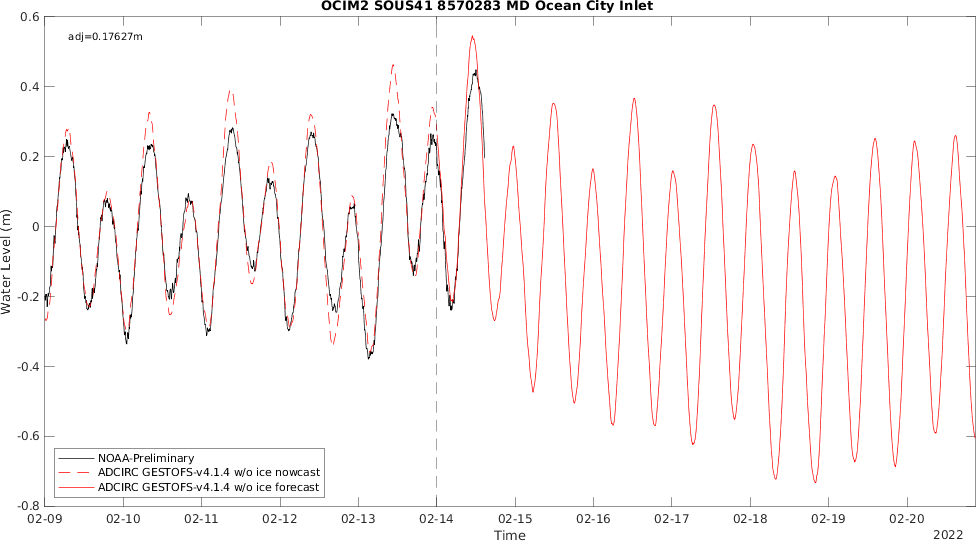 OCIM2 SOUS41 8570283 MD Ocean City Inlet
adj=0.17627m
0.6
0.4
0.2
0
-0.2
-0.4
-0.6
-0.8
Water Level (m)
NOAA-Preliminary
ADCIRC GESTOFS-v4.1.4 w/o ice nowcast
ADCIRC GESTOFS-v4.1.4 w/o ice forecast
02-09 02-10 02-11 02-12 02-13 02-14 02-15 02-16 02-17 02-18 02-19 02-20
Time
2022